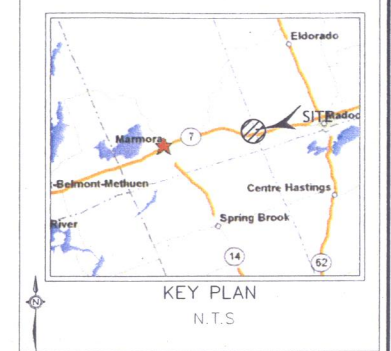 Eldorado
SITE
Madoc
Marmora
7
-Belmont-Methuen
Centre Hastings
River
Spring Brook
14
62
KEY PLAN
N
N.T.S